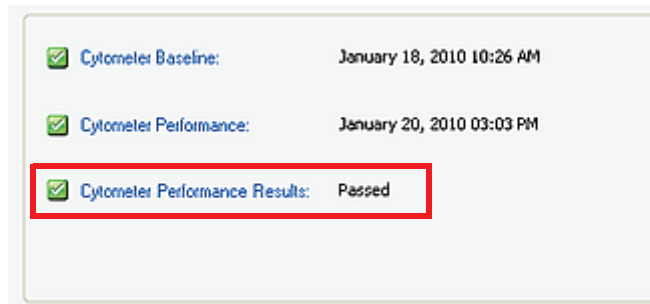 Cytometer Baseline: January 18, 2010 10:26 AM
Cytometer Performance: January 20, 2010 03:03 PM
Cytometer Performance Results: Passed